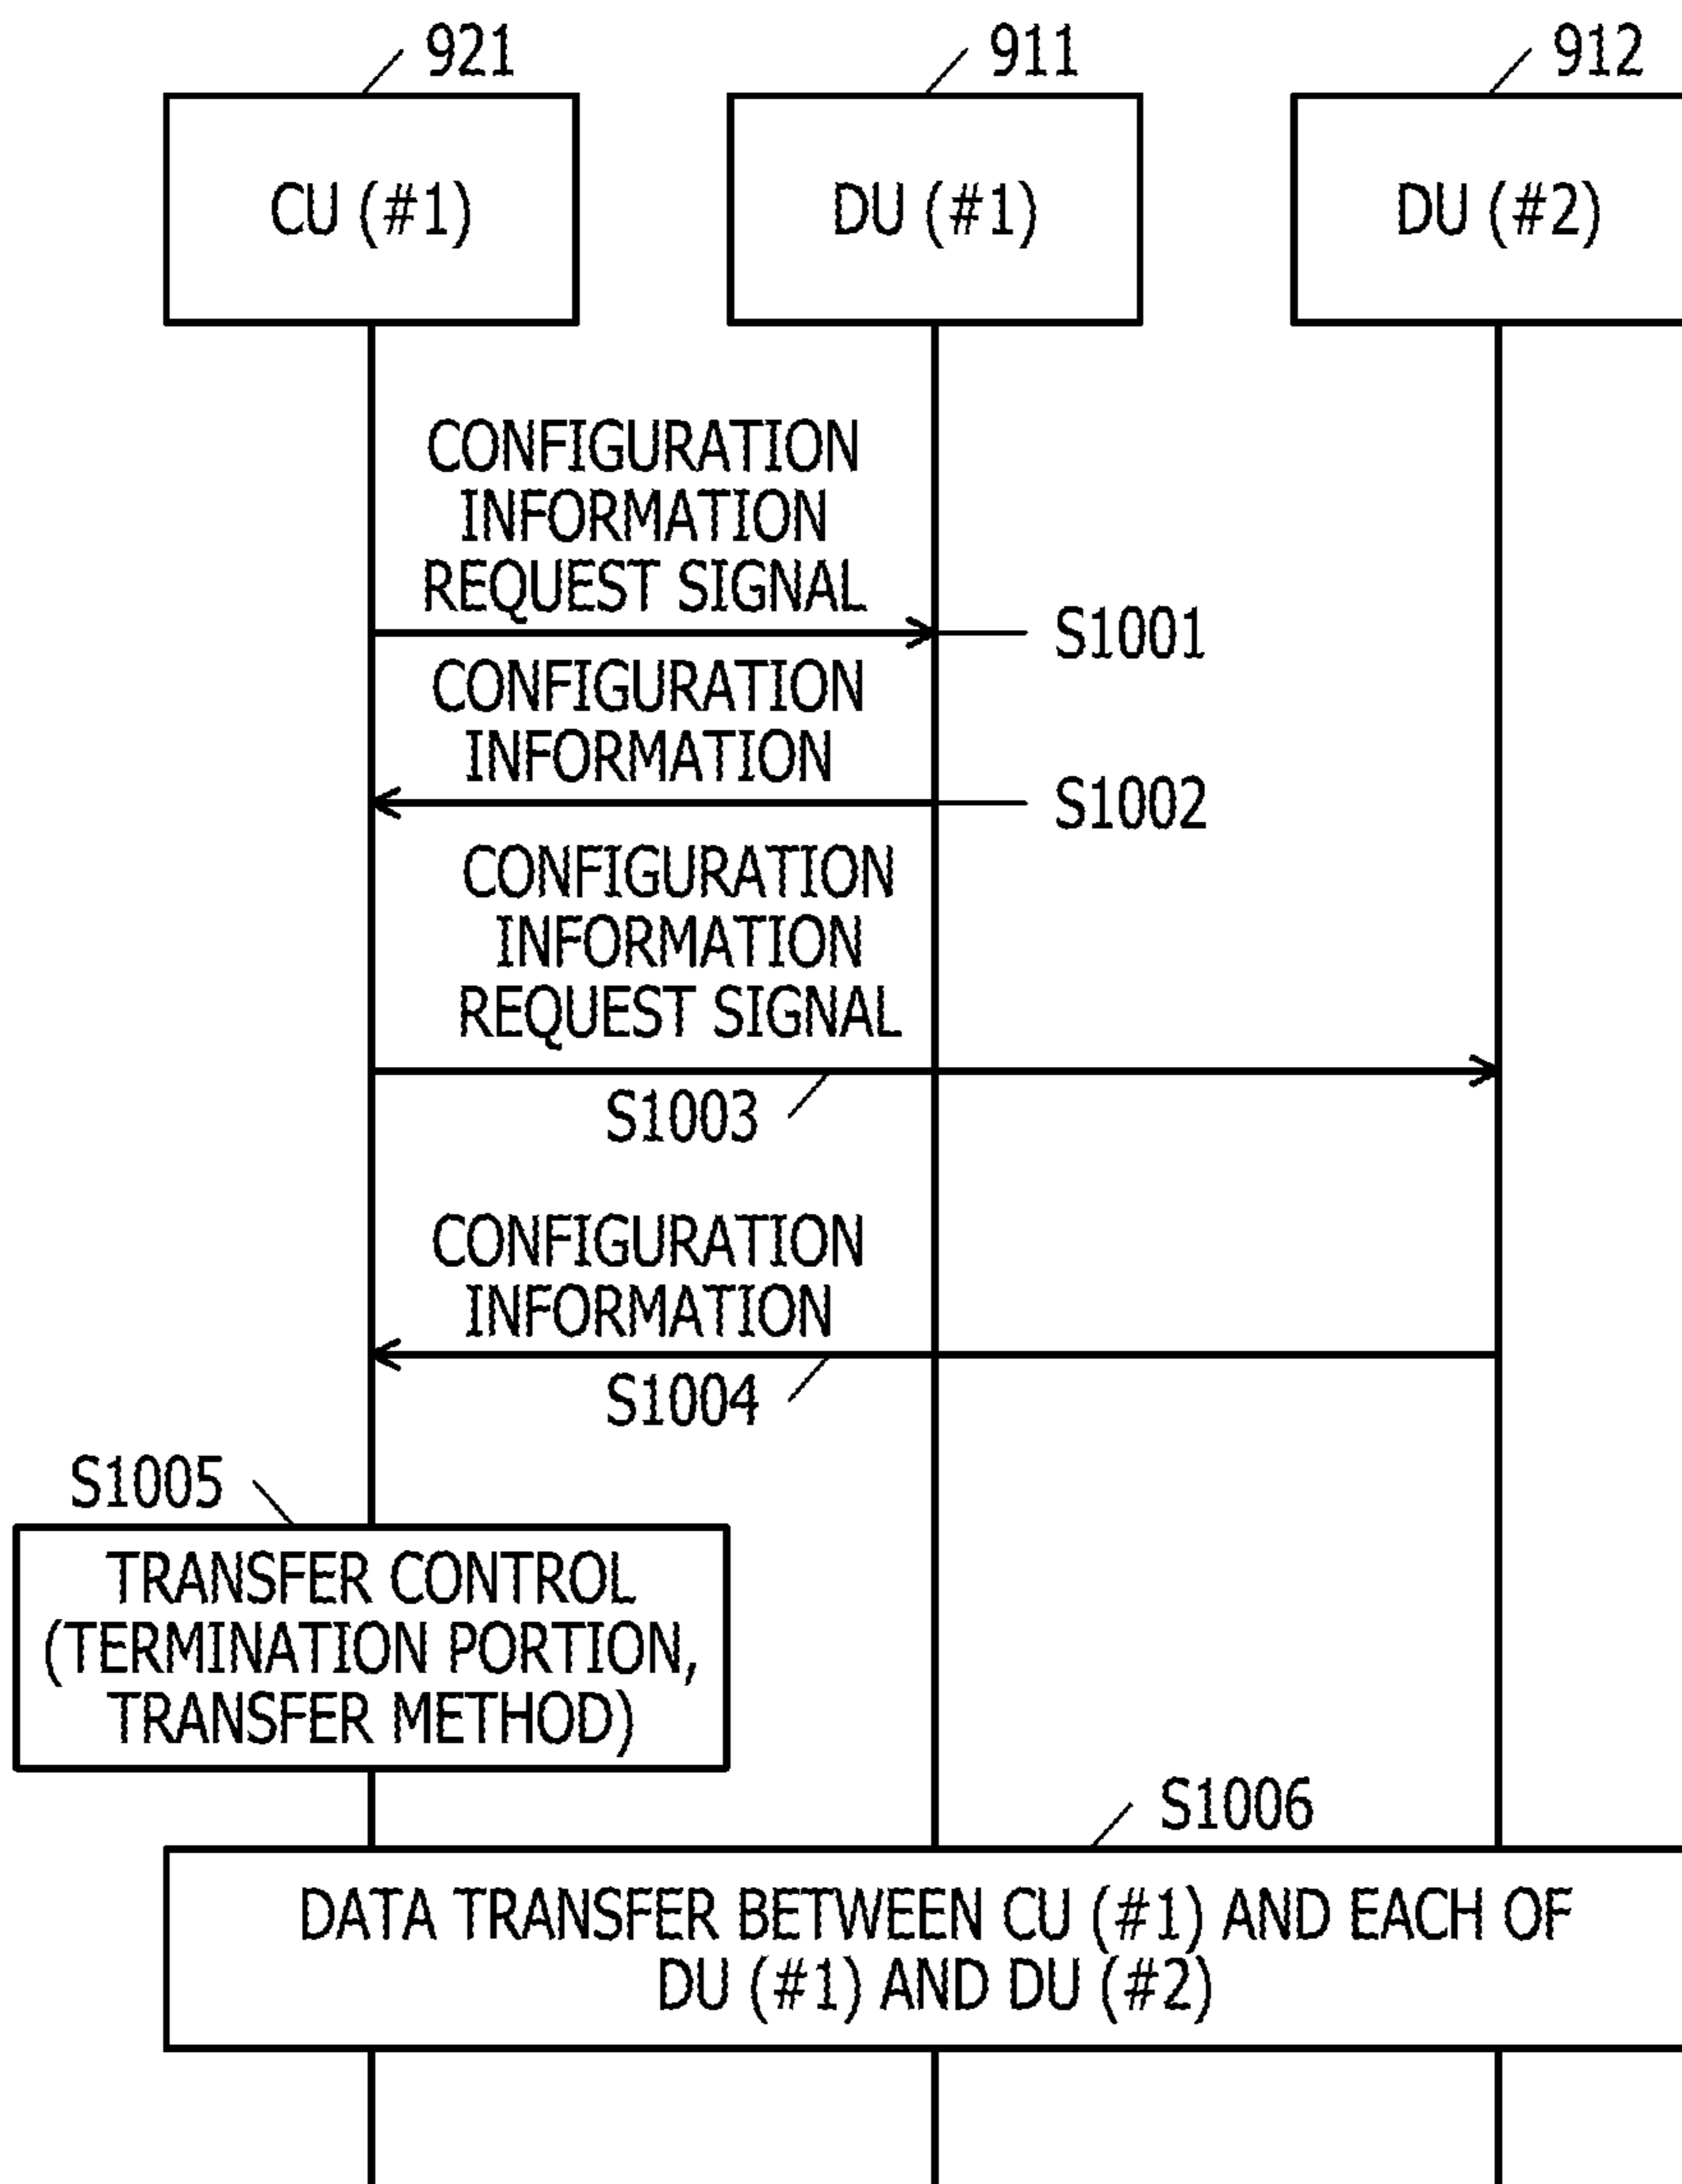 921
911
912
CU (#1)
DU (#1)
DU (#2)
CONFIGURATION
INFORMATION
REQUEST SIGNAL
S1001
CONFIGURATION
INFORMATION
S1002
CONFIGURATION
INFORMATION
REQUEST SIGNAL
S1003
CONFIGURATION
INFORMATION
S1004
S1005
TRANSFER CONTROL
(TERMINATION PORTION,
TRANSFER METHOD)
S1006
DATA TRANSFER BETWEEN CU (#1) AND EACH OF
DU (#1) AND DU (#2)